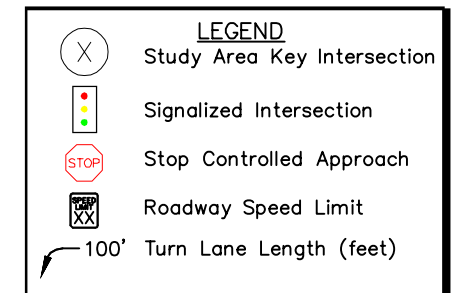 LEGEND
X Study Area Key Intersection
Signalized Intersection
STOP Stop Controlled Approach
SPEED
LIMIT
XX Roadway Speed Limit
100' Turn Lane Length (feet)